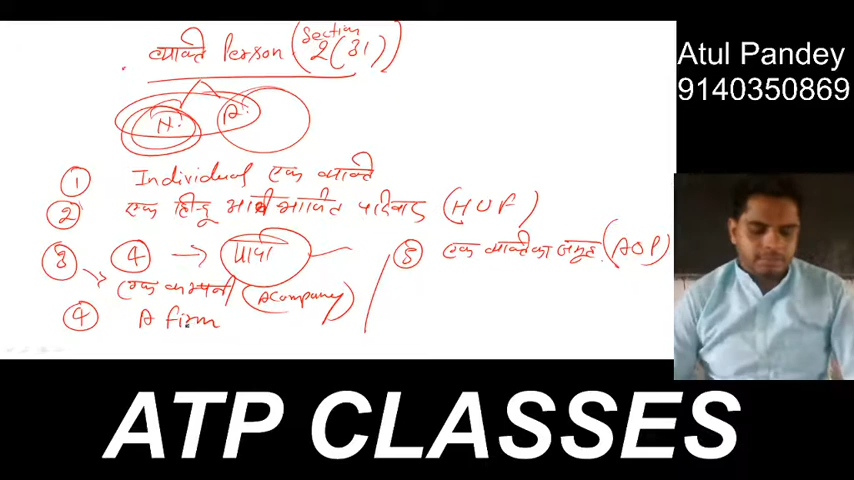 व्यक्ति Person (Section 2(31)
N. A.
① Individual एक व्यक्ति
② एक हिन्दू अविभाजित परिवार (HUF)
③ ④ → पापा
एक कम्पनी (A Company)
④ A firm
⑤ एक व्यक्ति का समूह (AOP)
Atul Pandey
9140350869
ATP CLASSES